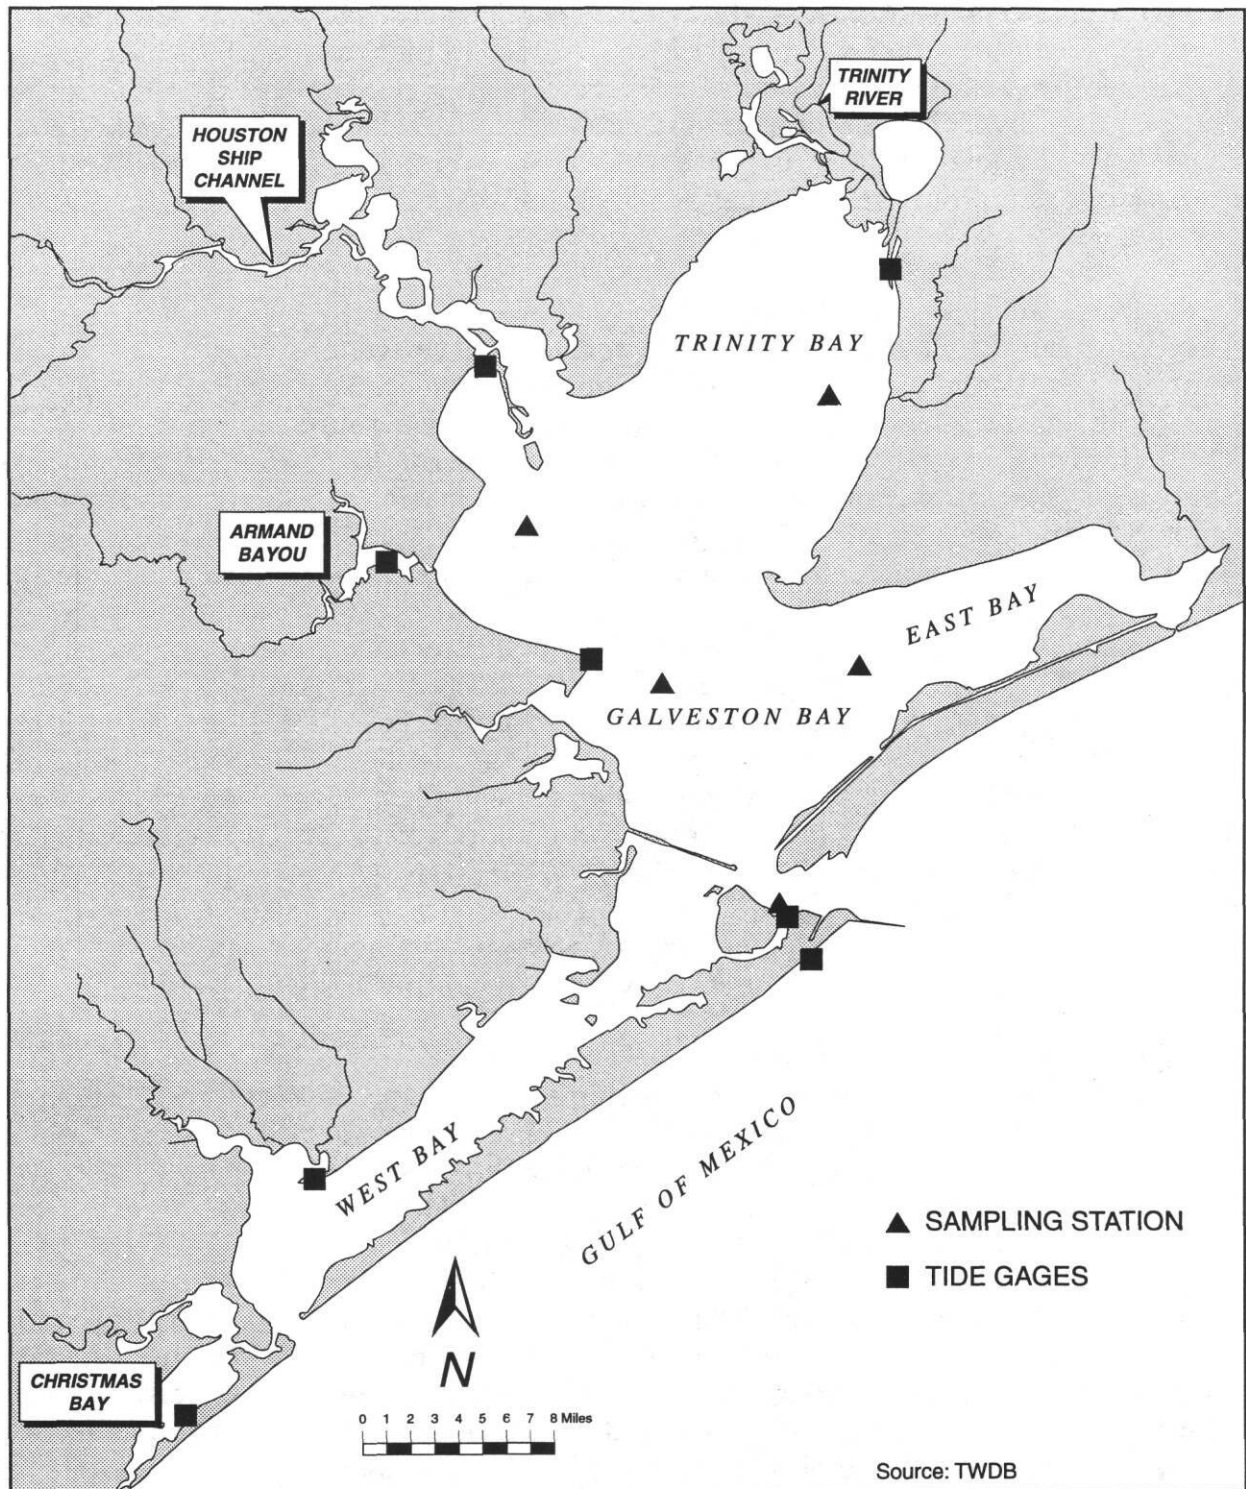 TRINITY
RIVER
HOUSTON
SHIP
CHANNEL
TRINITY BAY
ARMAND
BAYOU
EAST BAY
GALVESTON BAY
WEST BAY
GULF OF MEXICO
▲ SAMPLING STATION
■ TIDE GAGES
CHRISTMAS
BAY
N
0 1 2 3 4 5 6 7 8 Miles
Source: TWDB